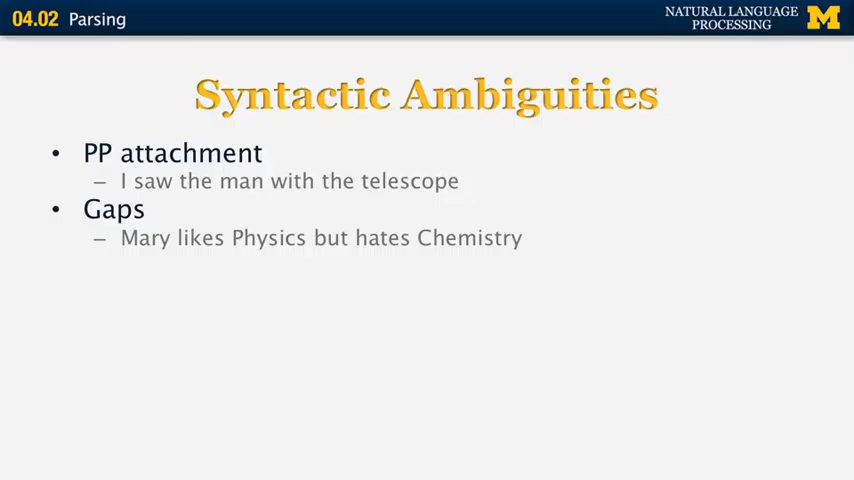 04.02 Parsing
NATURAL LANGUAGE
PROCESSING
M
Syntactic Ambiguities
• PP attachment
– I saw the man with the telescope
• Gaps
– Mary likes Physics but hates Chemistry